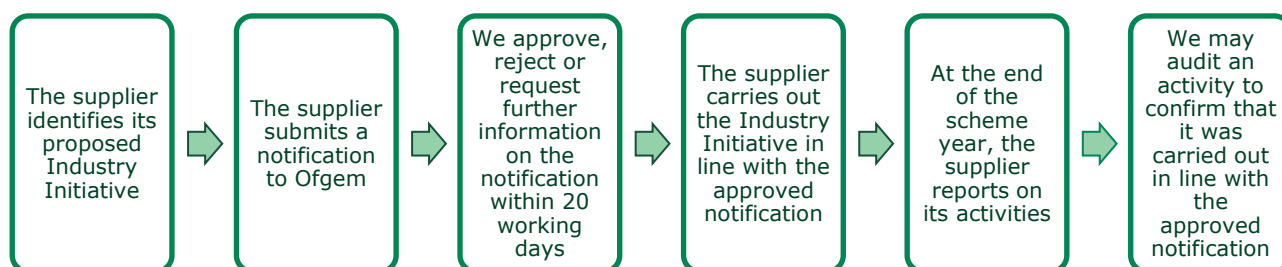 The supplier
identifies its
proposed
Industry
Initiative
The supplier
submits a
notification
to Ofgem
We approve,
reject or
request
further
information
on the
notification
within 20
working
days
The supplier
carries out
the Industry
Initiative in
line with the
approved
notification
At the end
of the
scheme
year, the
supplier
reports on
its activities
We may
audit an
activity to
confirm that
it was
carried out
in line with
the
approved
notification